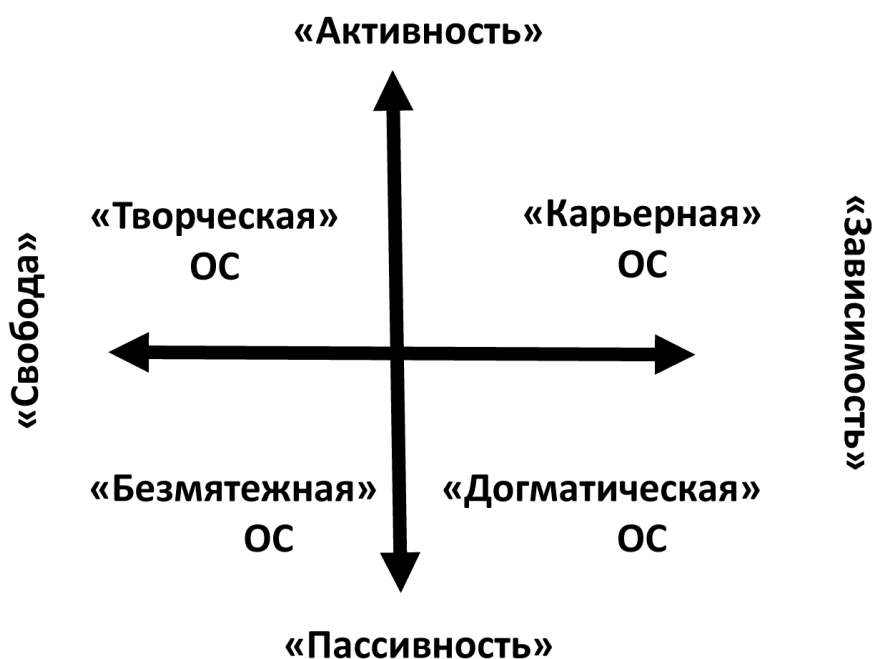 «Активность»
«Творческая»
ОС
«Карьерная»
ОС
«Свобода»
«Зависимость»
«Безмятежная»
ОС
«Догматическая»
ОС
«Пассивность»